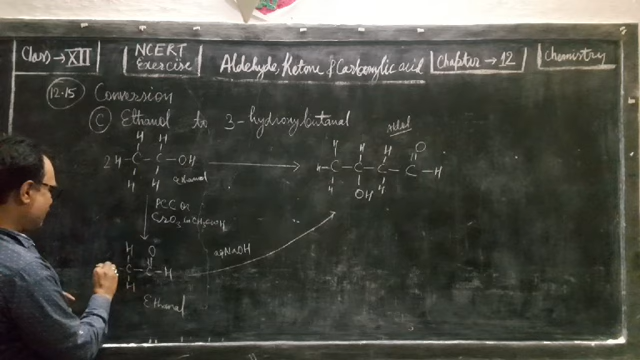 Class → XII
NCERT Exercise
Aldehyde, Ketone & Carboxylic acid
Chapter → 12
Chemistry
12.15 Conversion
C Ethanol to 3-hydroxybutanal
Aldol
H H
2H-C-C-OH
H H
ethanol
H H H O
H-C-C-C-C-H
H OH H
PCC or
CrO3 in CH3COOH
H O
C-C-H
H
aq NaOH
Ethanal